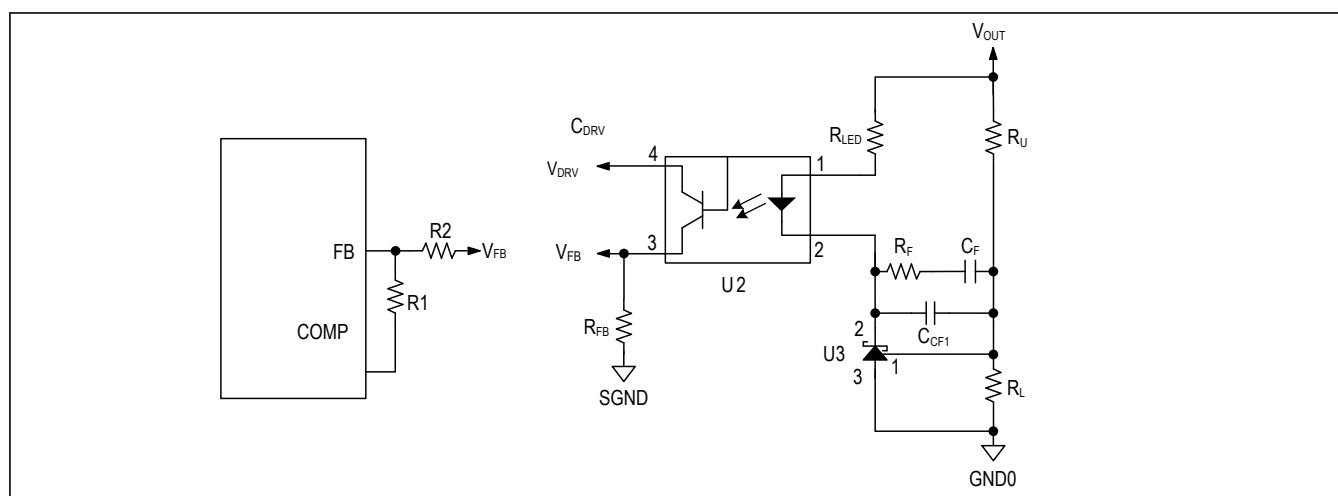 V_OUT
C_DRV
R_LED
R_U
4
1
V_DRV
FB
R2
V_FB
V_FB
3
2
R_F
C_F
U2
R1
COMP
R_FB
2
C_CF1
U3
1
3
R_L
SGND
GND0